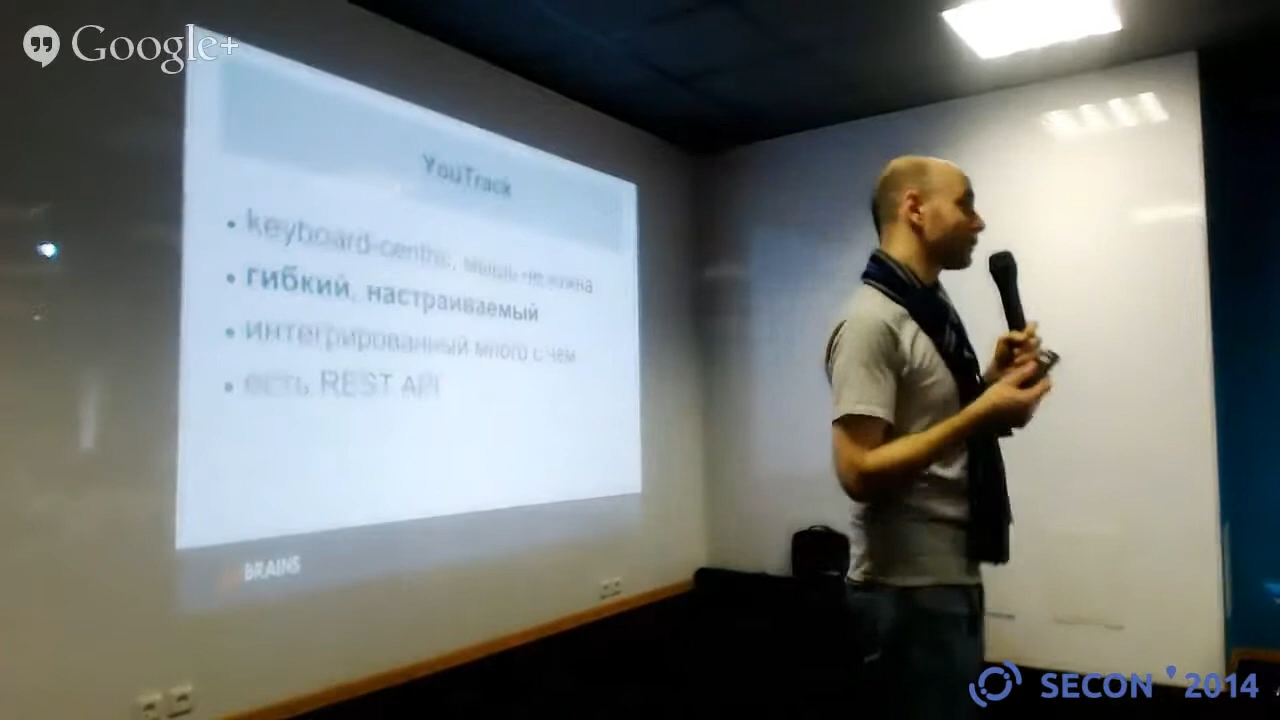 Google+
YouTrack
• keyboard-centric, мышь не нужна
• гибкий, настраиваемый
• интегрированный много с чем
• есть REST API
BRAINS
SECON 2014